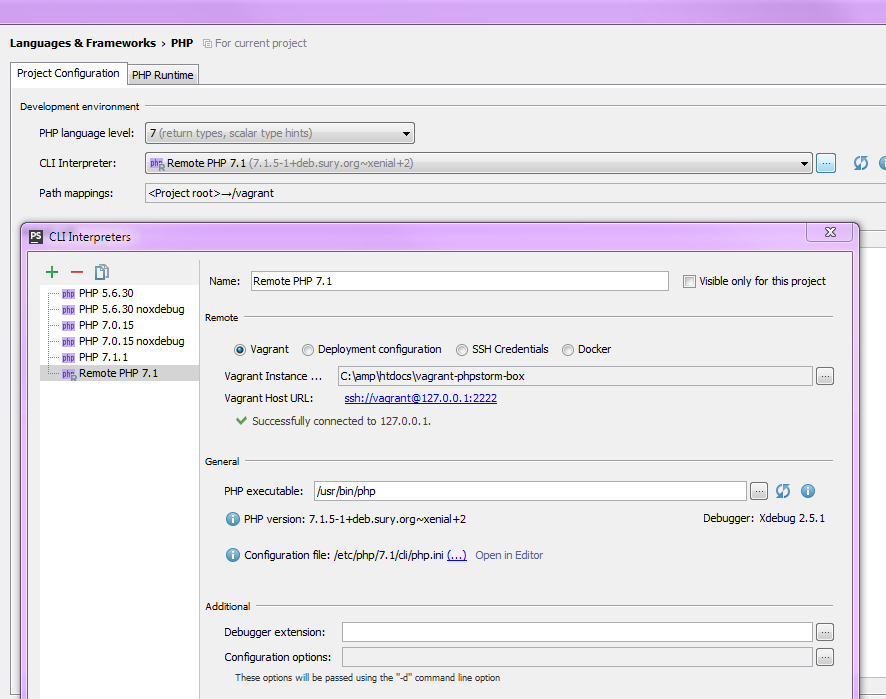 Languages & Frameworks › PHP For current project
Project Configuration PHP Runtime
Development environment
PHP language level: 7 (return types, scalar type hints)
CLI Interpreter: php Remote PHP 7.1 (7.1.5-1+deb.sury.org~xenial+2) ...
Path mappings: <Project root>→/vagrant
PS CLI Interpreters
Name: Remote PHP 7.1 Visible only for this project
php PHP 5.6.30
php PHP 5.6.30 noxdebug
php PHP 7.0.15
php PHP 7.0.15 noxdebug
php PHP 7.1.1
php Remote PHP 7.1
Remote
Vagrant Deployment configuration SSH Credentials Docker
Vagrant Instance ... C:\amp\htdocs\vagrant-phpstorm-box ...
Vagrant Host URL: ssh://vagrant@127.0.0.1:2222
Successfully connected to 127.0.0.1.
General
PHP executable: /usr/bin/php ...
PHP version: 7.1.5-1+deb.sury.org~xenial+2 Debugger: Xdebug 2.5.1
Configuration file: /etc/php/7.1/cli/php.ini (...) Open in Editor
Additional
Debugger extension: ...
Configuration options: ...
These options will be passed using the "-d" command line option